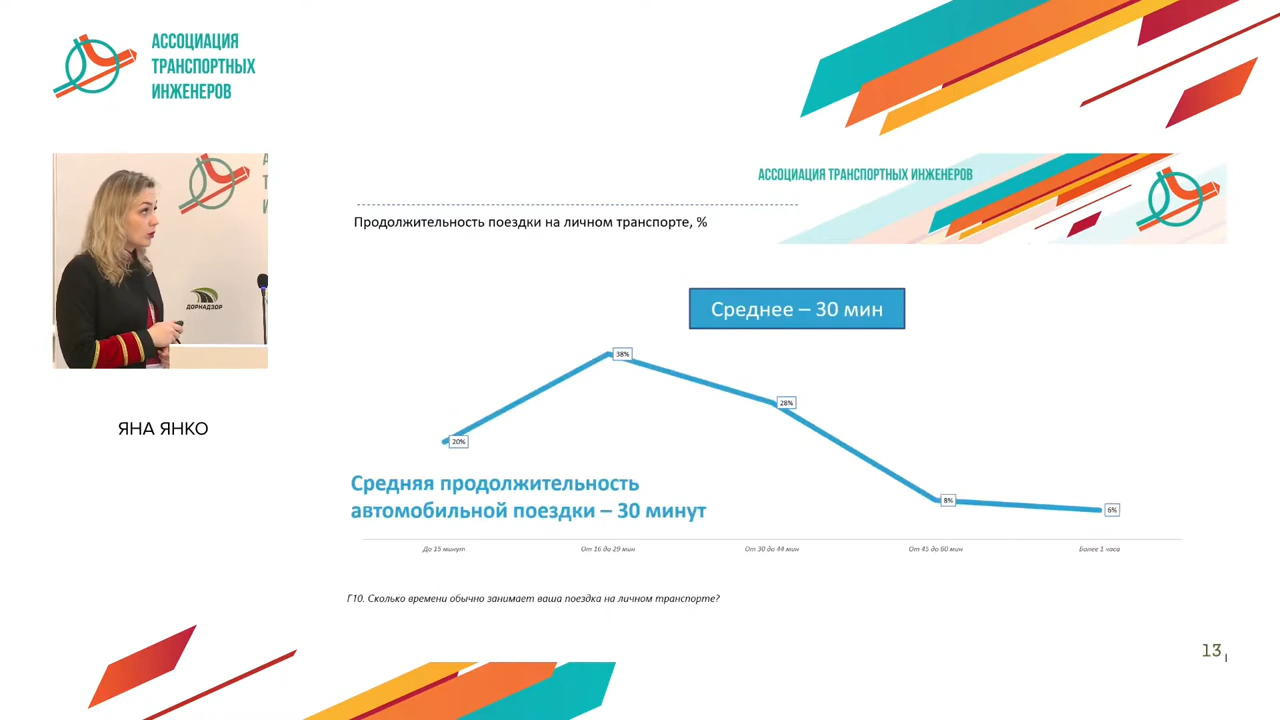 АССОЦИАЦИЯ
ТРАНСПОРТНЫХ
ИНЖЕНЕРОВ
АССОЦИАЦИЯ ТРАНСПОРТНЫХ ИНЖЕНЕРОВ
Продолжительность поездки на личном транспорте, %
Среднее – 30 мин
ДОРНАДЗОР
ЯНА ЯНКО
38%
28%
20%
8%
6%
Средняя продолжительность
автомобильной поездки – 30 минут
До 15 минут
От 16 до 29 мин
От 30 до 44 мин
От 45 до 60 мин
Более 1 часа
Г10. Сколько времени обычно занимает ваша поездка на личном транспорте?
13